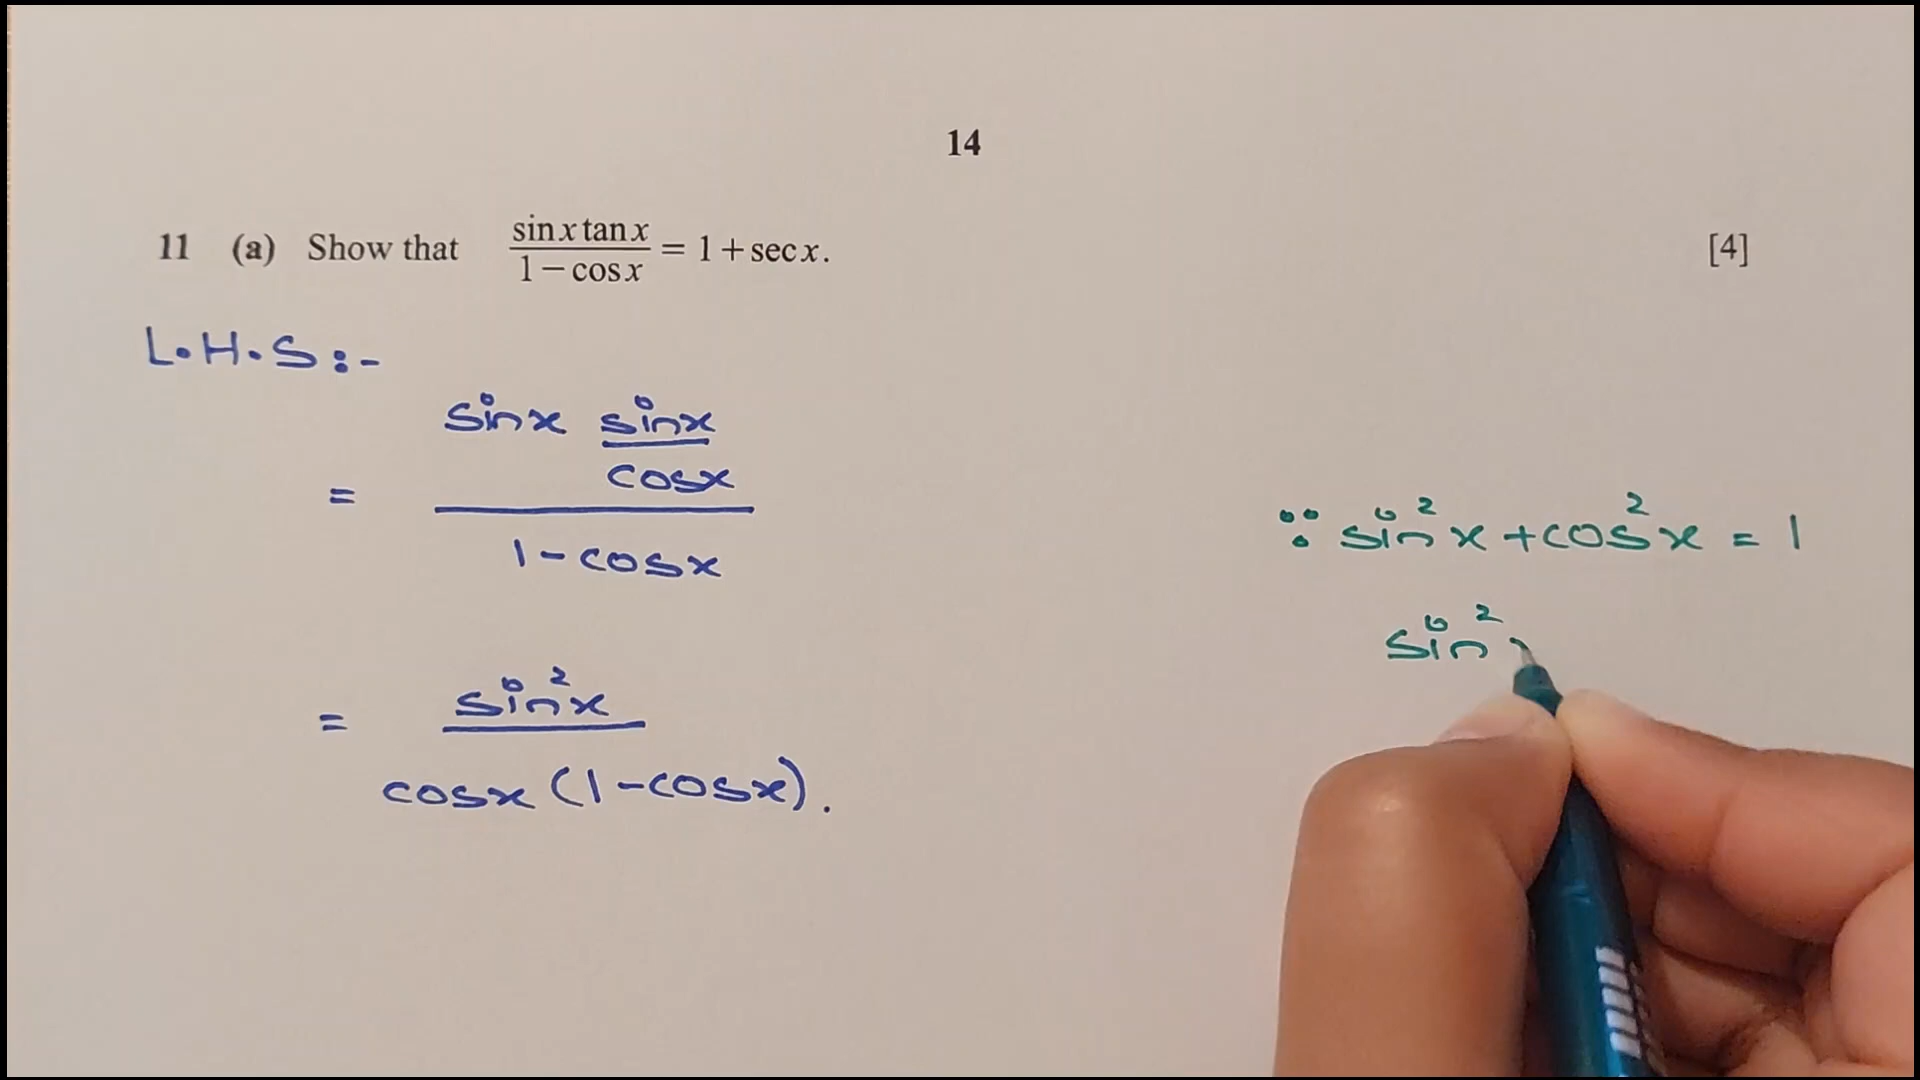 14
11 (a) Show that sin x tan x / 1 − cos x = 1 + sec x. [4]
L.H.S :-
= sinx sinx/cosx / 1 - cosx
∵ sin²x + cos²x = 1
sin²
= sin²x / cosx (1 - cosx).